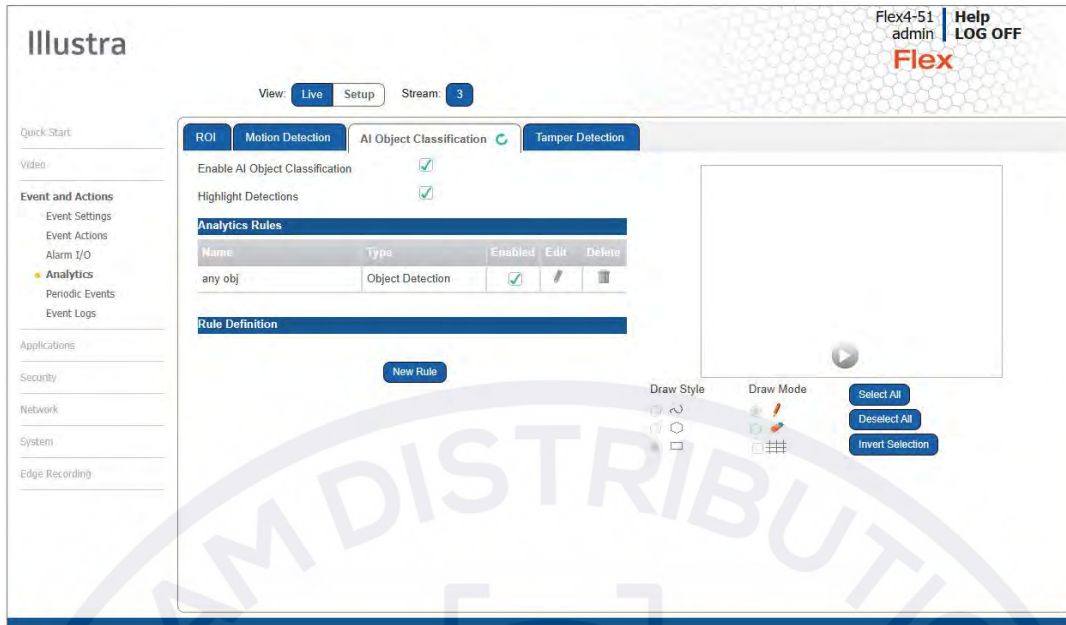 Illustra
Flex4-51 Help
admin LOG OFF
Flex
View: Live Setup Stream: 3
Quick Start
Video
Event and Actions
Event Settings
Event Actions
Alarm I/O
Analytics
Periodic Events
Event Logs
Applications
Security
Network
System
Edge Recording
ROI Motion Detection AI Object Classification Tamper Detection
Enable AI Object Classification
Highlight Detections
Analytics Rules
Name Type Enabled Edit Delete
any obj Object Detection
Rule Definition
New Rule
Draw Style Draw Mode
Select All
Deselect All
Invert Selection
AM DISTRIBUTIO